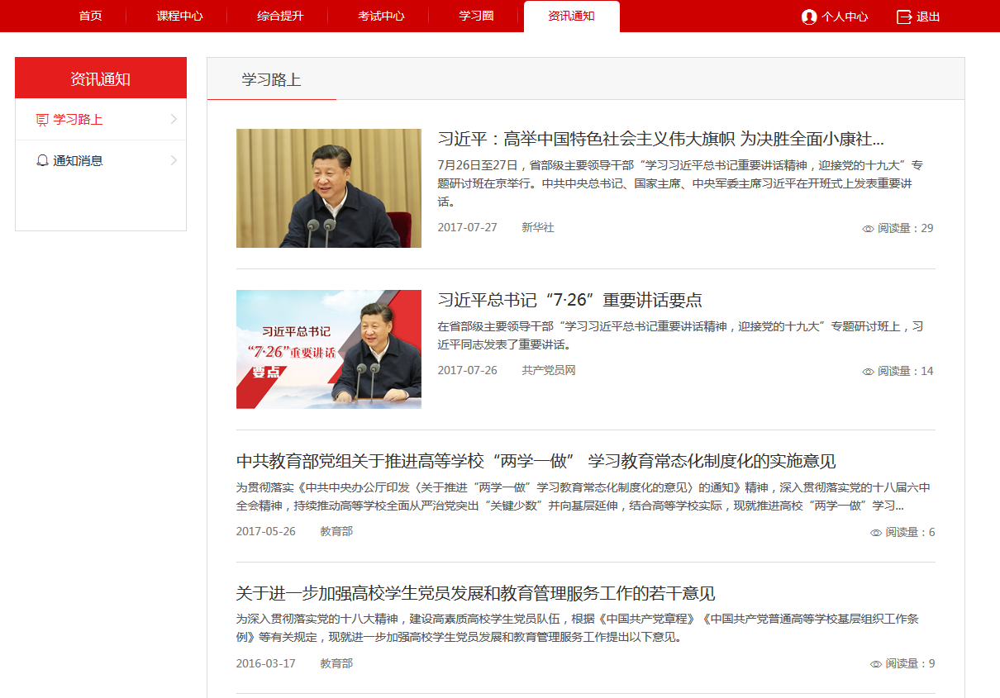 首页 课程中心 综合提升 考试中心 学习圈 资讯通知 个人中心 退出
资讯通知
学习路上
通知消息
学习路上
习近平：高举中国特色社会主义伟大旗帜 为决胜全面小康社...
7月26日至27日，省部级主要领导干部“学习习近平总书记重要讲话精神，迎接党的十九大”专
题研讨班在京举行。中共中央总书记、国家主席、中央军委主席习近平在开班式上发表重要讲
话。
2017-07-27 新华社 阅读量：29
习近平总书记
“7·26”重要讲话
要点
习近平总书记“7·26”重要讲话要点
在省部级主要领导干部“学习习近平总书记重要讲话精神，迎接党的十九大”专题研讨班上，习
近平同志发表了重要讲话。
2017-07-26 共产党员网 阅读量：14
中共教育部党组关于推进高等学校“两学一做” 学习教育常态化制度化的实施意见
为贯彻落实《中共中央办公厅印发〈关于推进“两学一做”学习教育常态化制度化的意见〉的通知》精神，深入贯彻落实党的十八届六中
全会精神，持续推动高等学校全面从严治党突出“关键少数”并向基层延伸，结合高等学校实际，现就推进高校“两学一做”学习...
2017-05-26 教育部 阅读量：6
关于进一步加强高校学生党员发展和教育管理服务工作的若干意见
为深入贯彻落实党的十八大精神，建设高素质高校学生党员队伍，根据《中国共产党章程》《中国共产党普通高等学校基层组织工作条
例》等有关规定，现就进一步加强高校学生党员发展和教育管理服务工作提出以下意见。
2016-03-17 教育部 阅读量：9